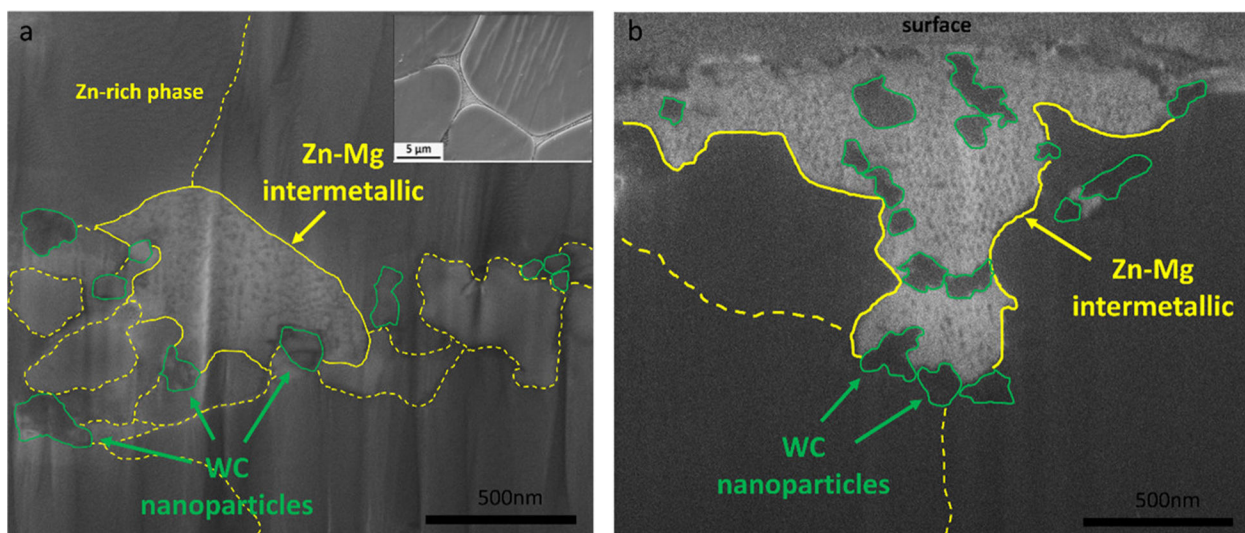 a
Zn-rich phase
5 µm
Zn-Mg
intermetallic
WC
nanoparticles
500nm
b
surface
Zn-Mg
intermetallic
WC
nanoparticles
500nm